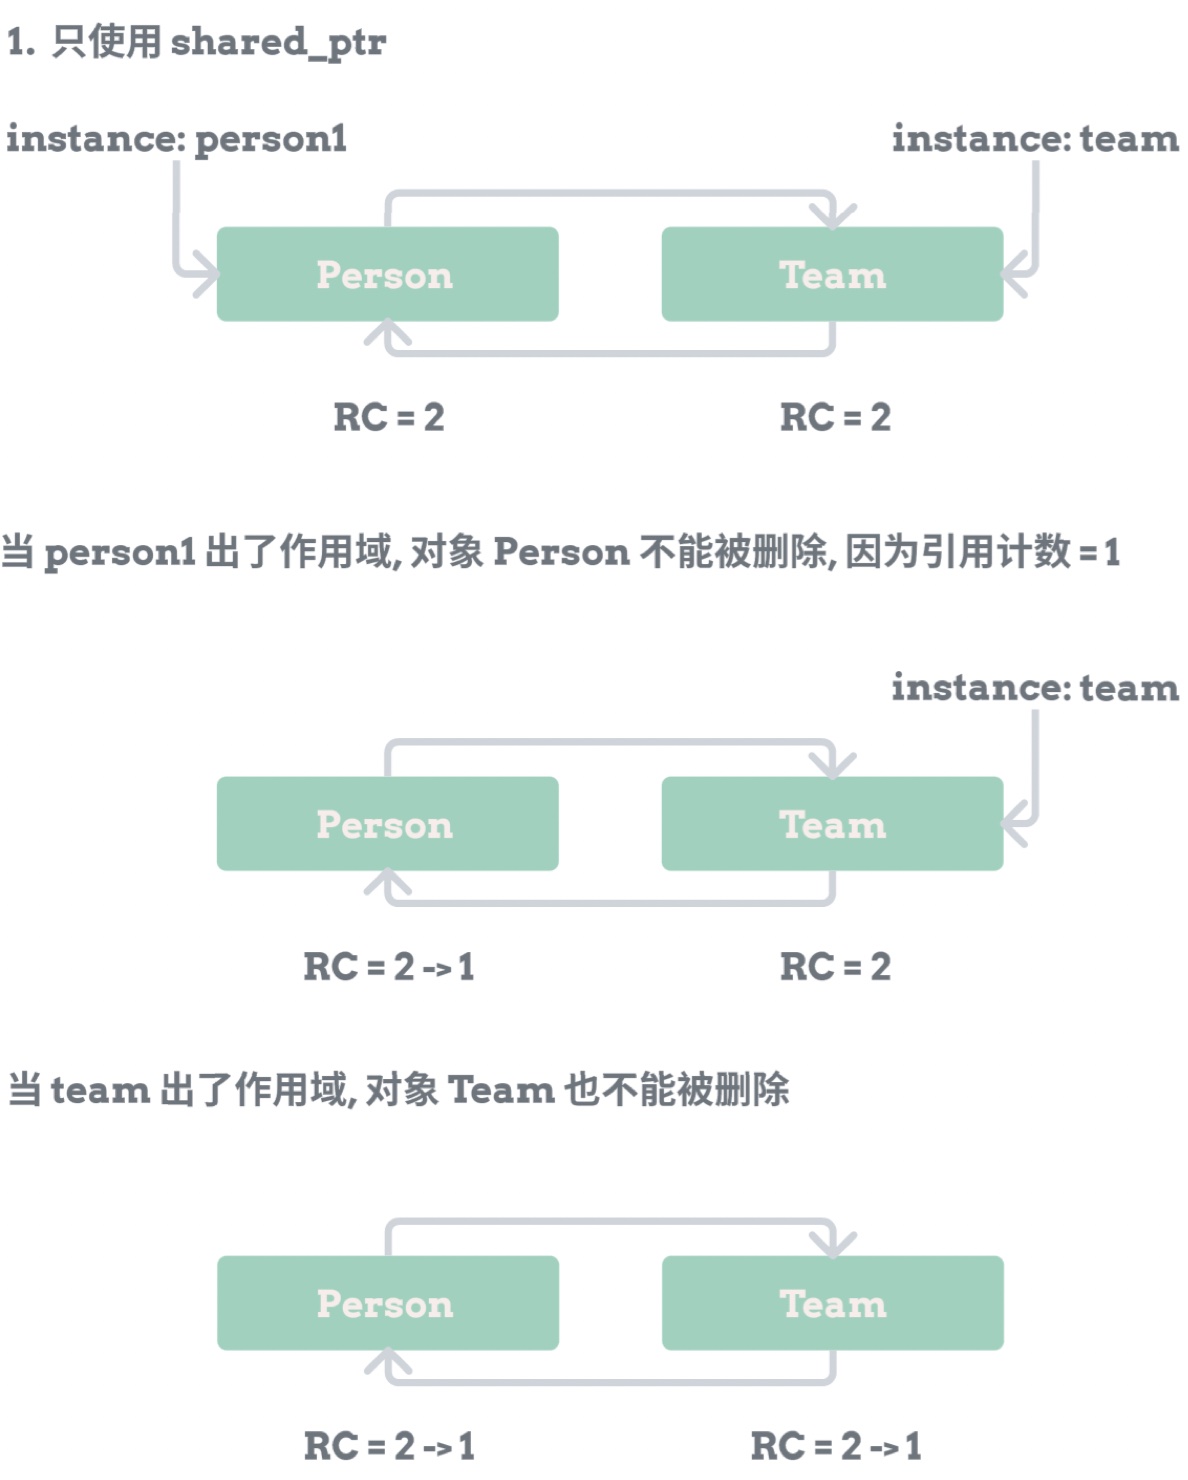 1. 只使用 shared_ptr
instance: person1 instance: team
Person Team
RC = 2 RC = 2
当 person1 出了作用域, 对象 Person 不能被删除, 因为引用计数 = 1
instance: team
Person Team
RC = 2 -> 1 RC = 2
当 team 出了作用域, 对象 Team 也不能被删除
Person Team
RC = 2 -> 1 RC = 2 -> 1